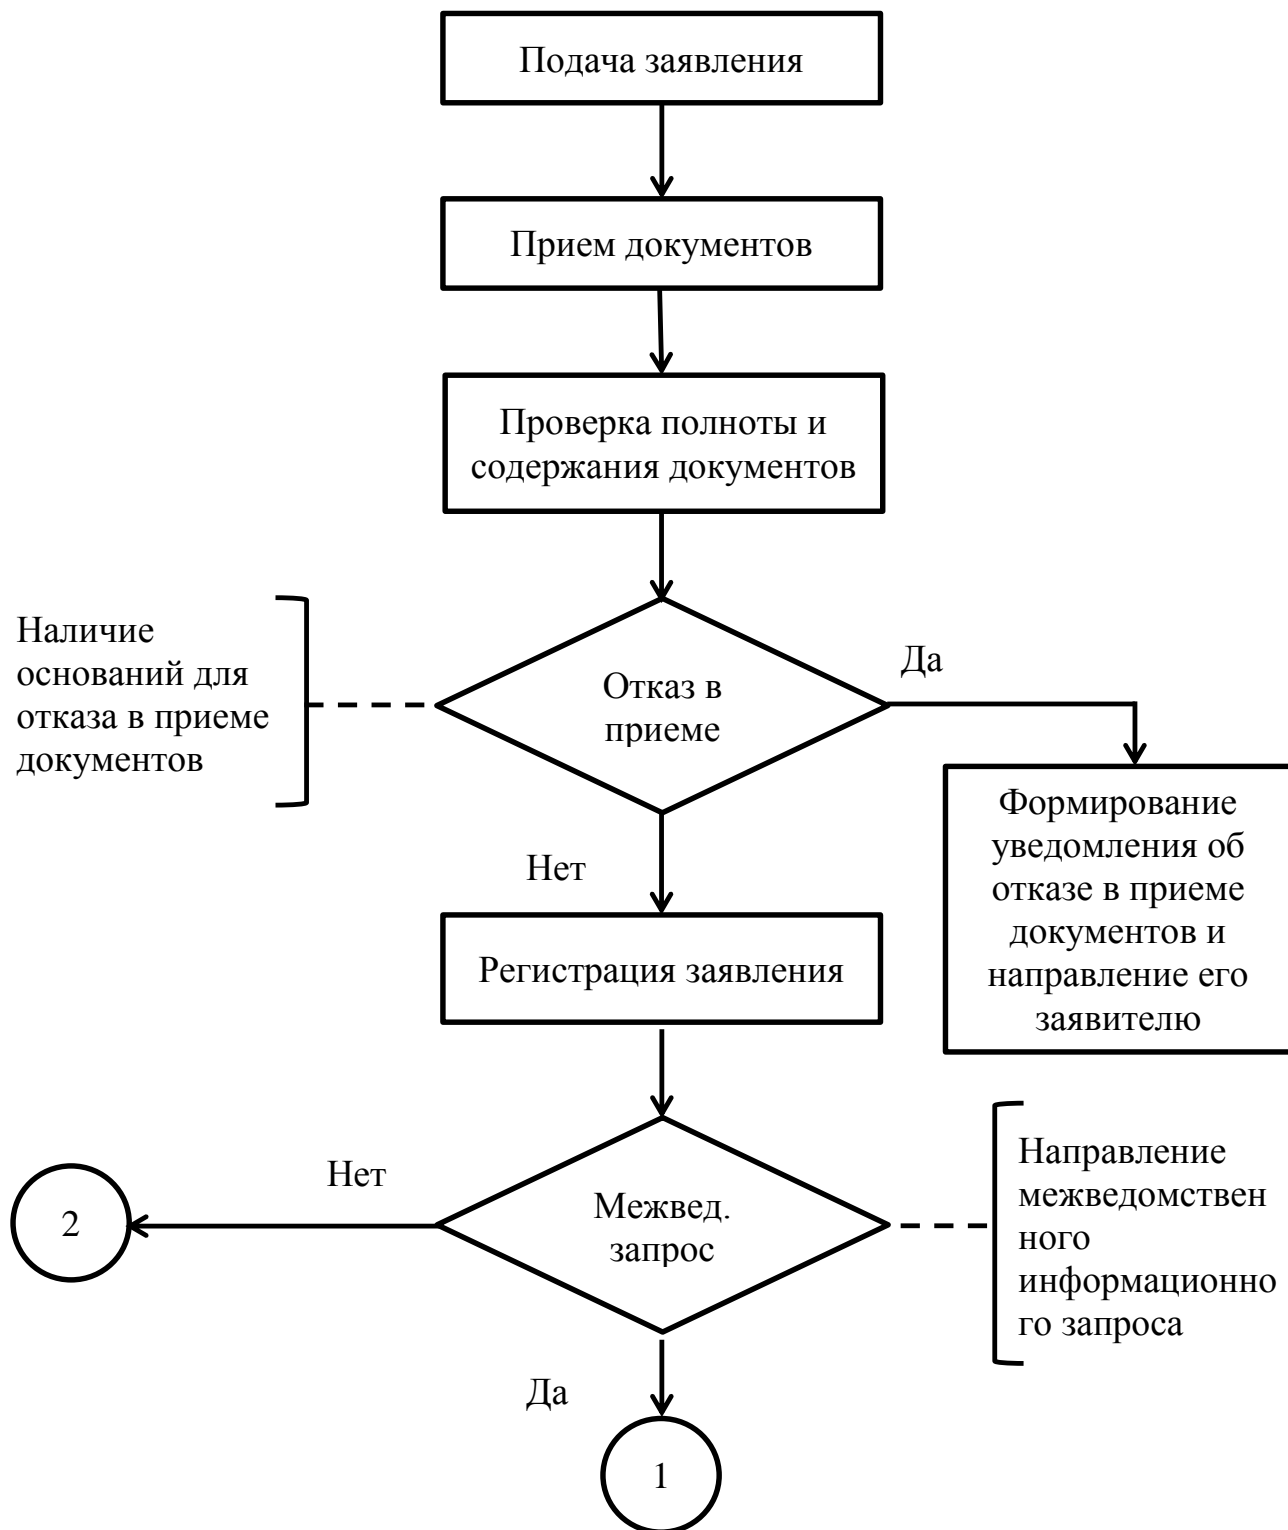 Подача заявления
Прием документов
Проверка полноты и
содержания документов
Наличие
оснований для
отказа в приеме
документов
Отказ в
приеме
Да
Формирование
уведомления об
отказе в приеме
документов и
направление его
заявителю
Нет
Регистрация заявления
Нет
2
Межвед.
запрос
Направление
межведомствен
ного
информационно
го запроса
Да
1